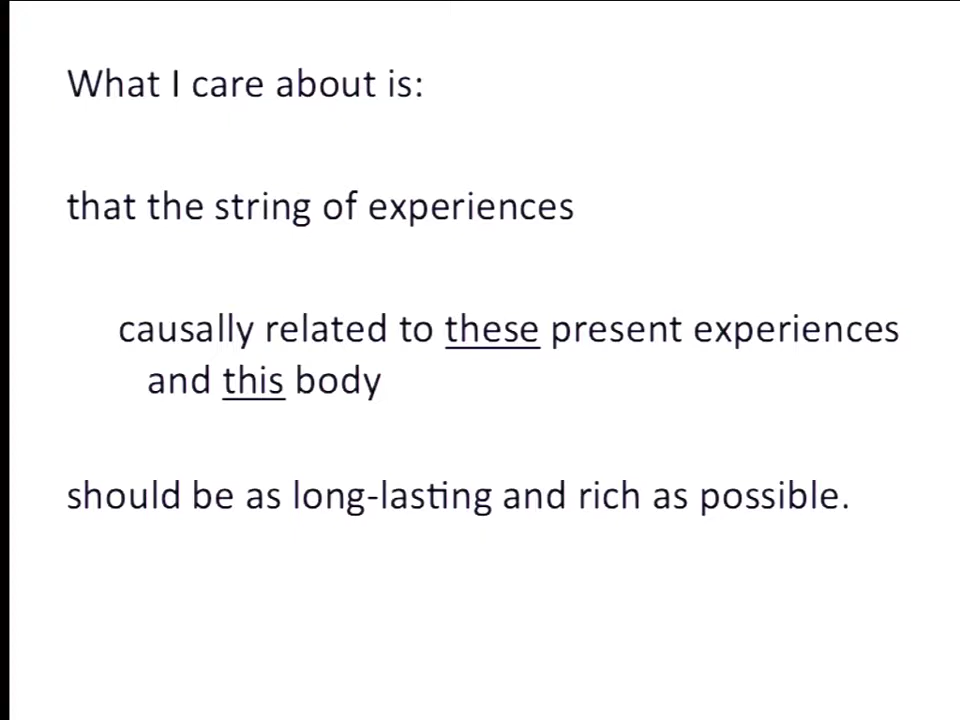 What I care about is:
that the string of experiences
causally related to these present experiences
and this body
should be as long-lasting and rich as possible.